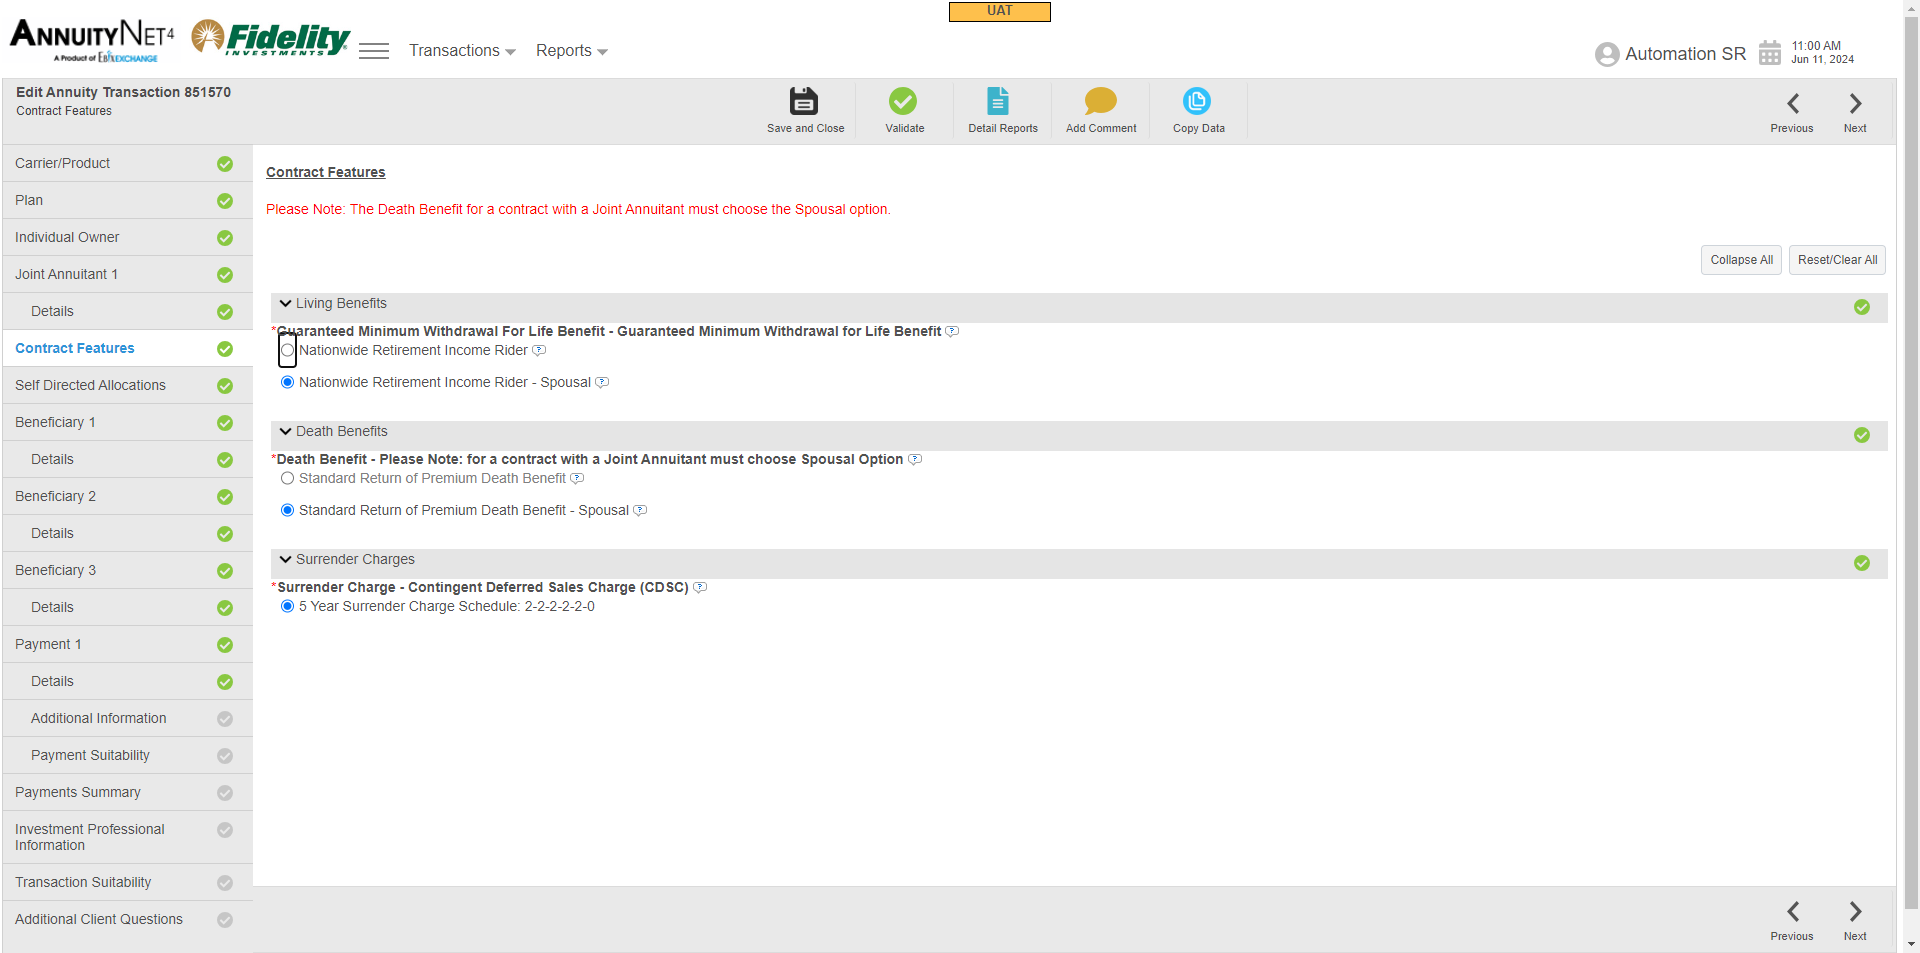 UAT
ANNUITYNET4
A Product of EbixEXCHANGE
Fidelity
INVESTMENTS
Transactions
Reports
Automation SR
11:00 AM
Jun 11, 2024
Edit Annuity Transaction 851570
Contract Features
Save and Close
Validate
Detail Reports
Add Comment
Copy Data
Previous
Next
Carrier/Product
Plan
Individual Owner
Joint Annuitant 1
Details
Contract Features
Self Directed Allocations
Beneficiary 1
Details
Beneficiary 2
Details
Beneficiary 3
Details
Payment 1
Details
Additional Information
Payment Suitability
Payments Summary
Investment Professional
Information
Transaction Suitability
Additional Client Questions
Contract Features
Please Note: The Death Benefit for a contract with a Joint Annuitant must choose the Spousal option.
Collapse All
Reset/Clear All
Living Benefits
*Guaranteed Minimum Withdrawal For Life Benefit - Guaranteed Minimum Withdrawal for Life Benefit
Nationwide Retirement Income Rider
Nationwide Retirement Income Rider - Spousal
Death Benefits
*Death Benefit - Please Note: for a contract with a Joint Annuitant must choose Spousal Option
Standard Return of Premium Death Benefit
Standard Return of Premium Death Benefit - Spousal
Surrender Charges
*Surrender Charge - Contingent Deferred Sales Charge (CDSC)
5 Year Surrender Charge Schedule: 2-2-2-2-2-0
Previous
Next